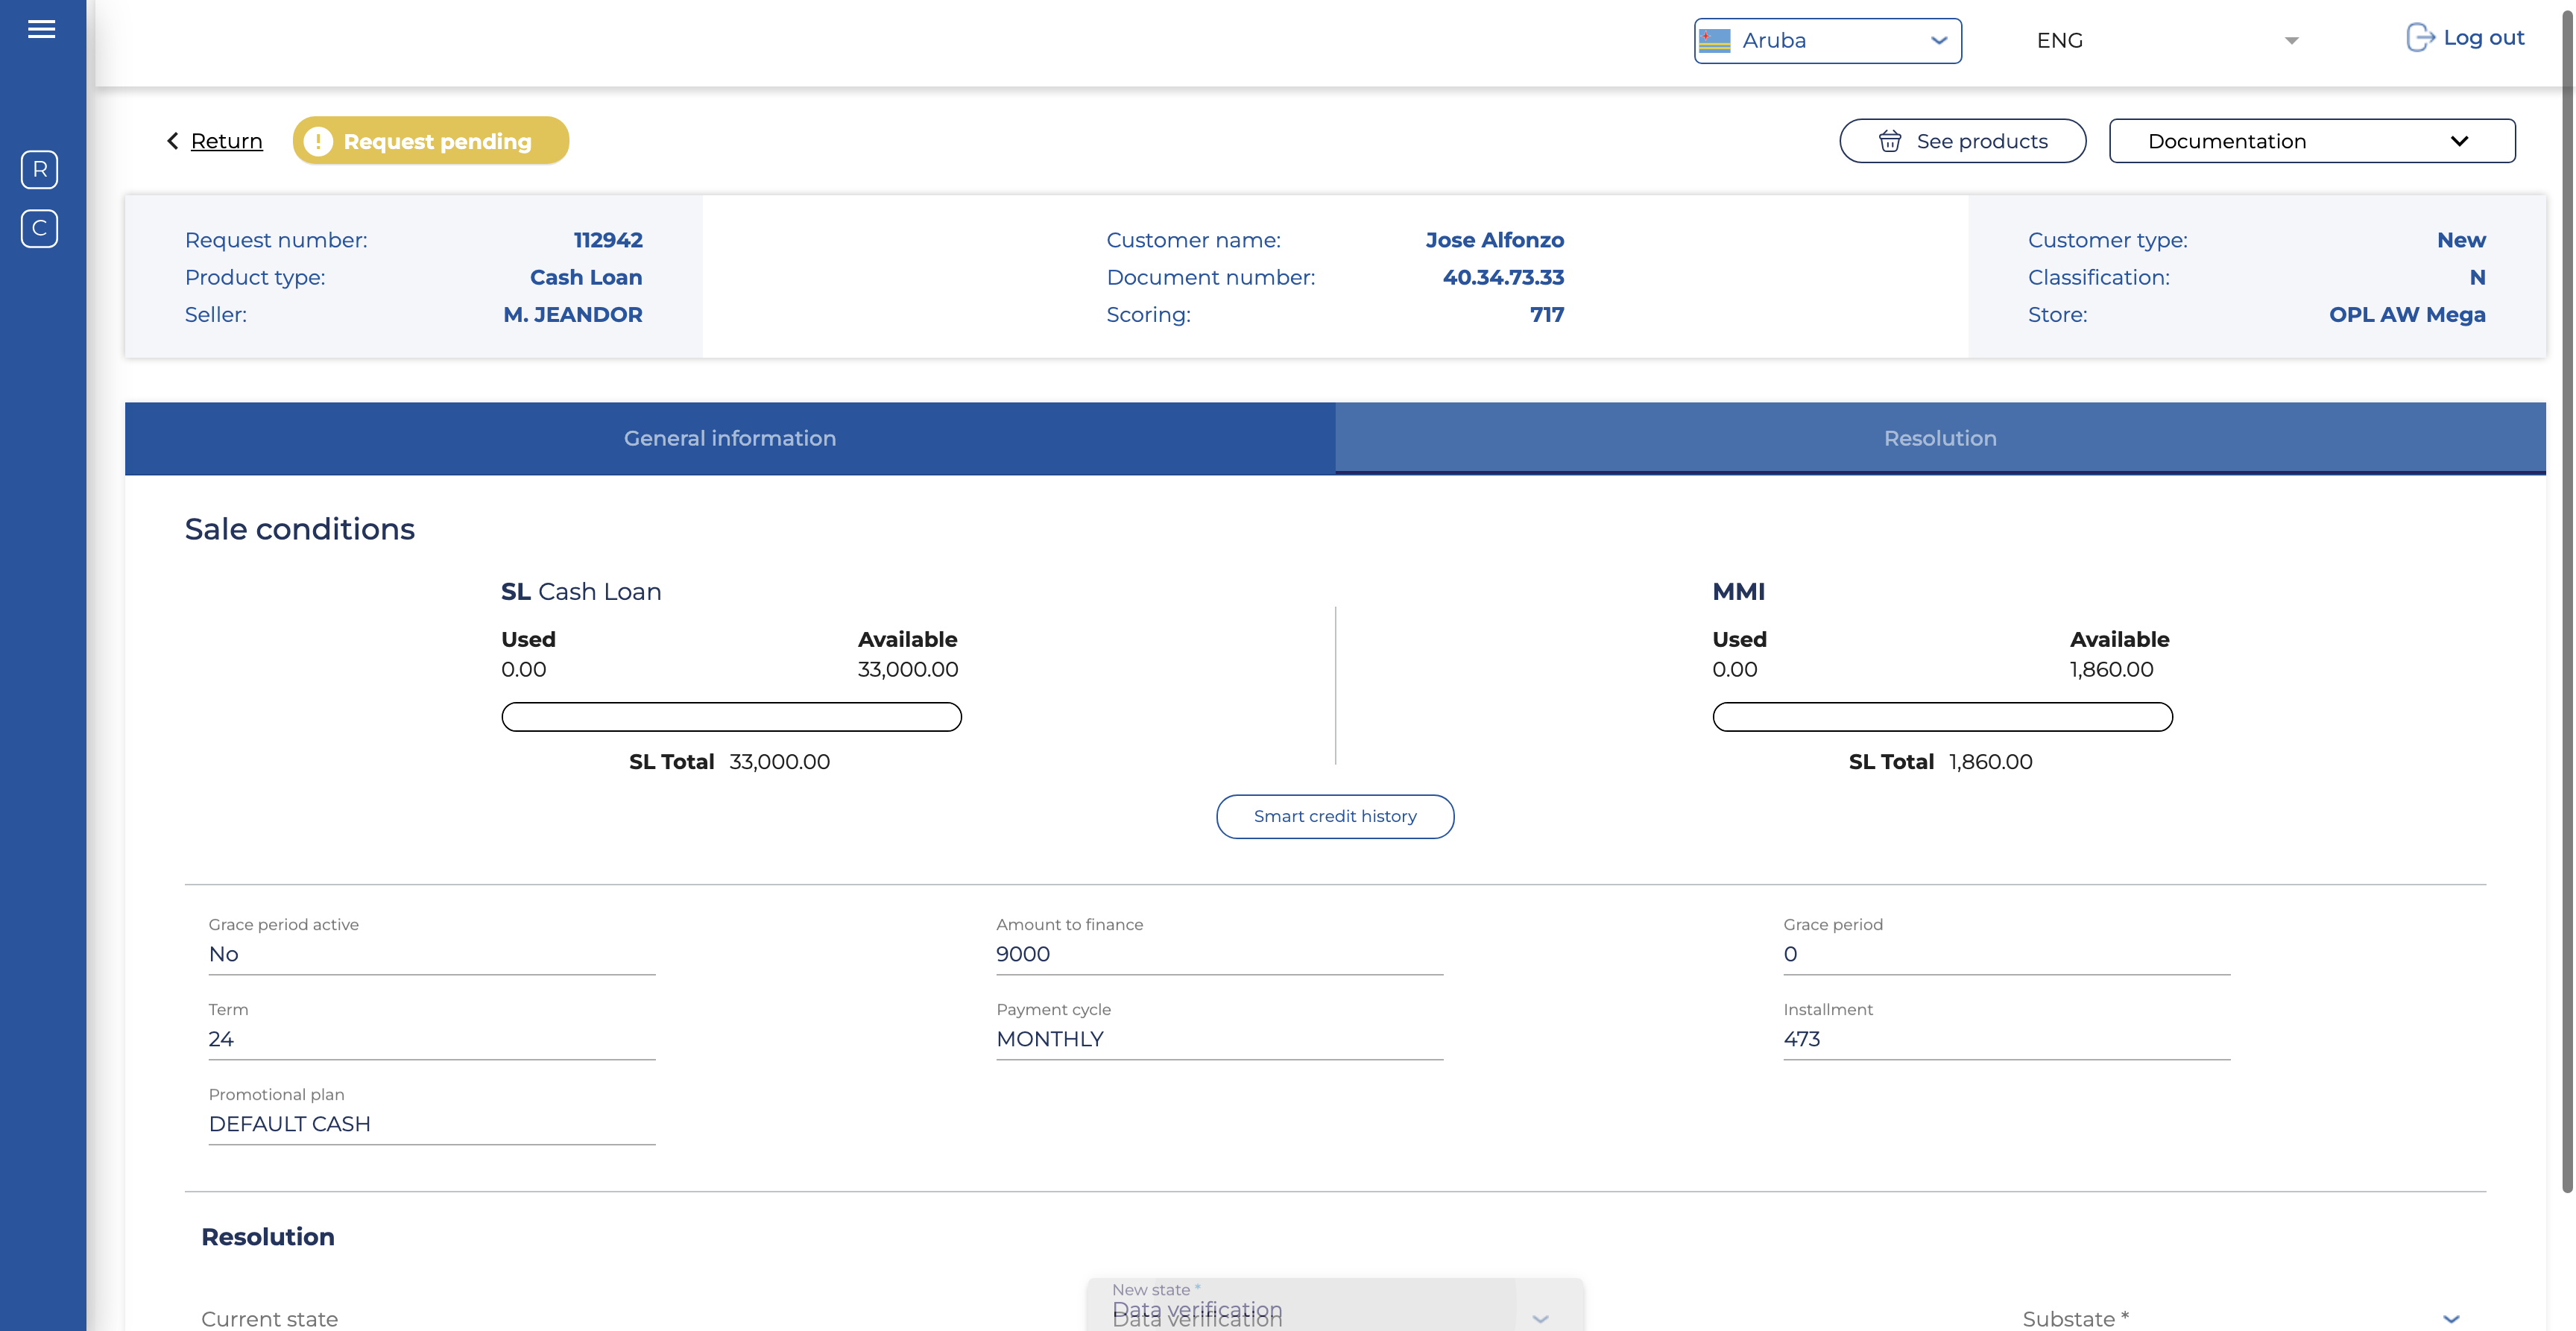 Aruba
ENG
Log out
R
C
Return
Request pending
See products
Documentation
Request number: 112942
Product type: Cash Loan
Seller: M. JEANDOR
Customer name: Jose Alfonzo
Document number: 40.34.73.33
Scoring: 717
Customer type: New
Classification: N
Store: OPL AW Mega
General information
Resolution
Sale conditions
SL Cash Loan
Used Available
0.00 33,000.00
SL Total 33,000.00
MMI
Used Available
0.00 1,860.00
SL Total 1,860.00
Smart credit history
Grace period active
No
Amount to finance
9000
Grace period
0
Term
24
Payment cycle
MONTHLY
Installment
473
Promotional plan
DEFAULT CASH
Resolution
Current state
New state *
Data verification
Data verification
Substate *